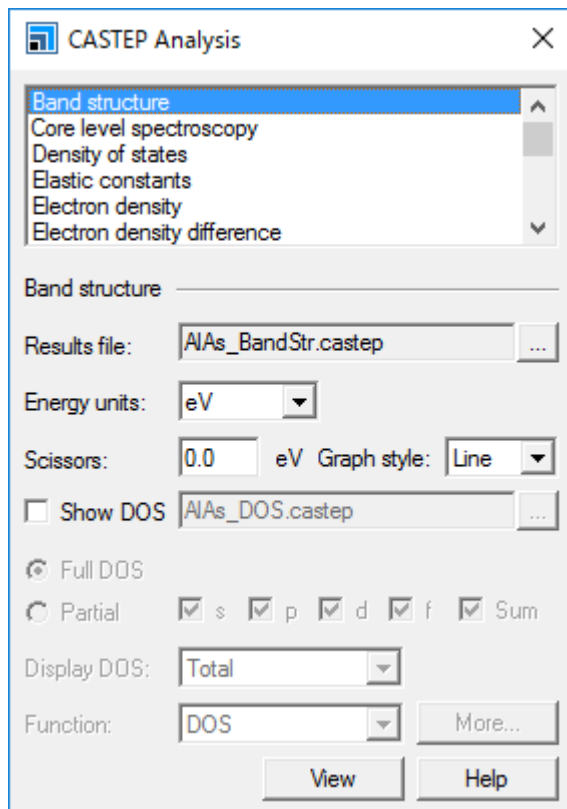 CASTEP Analysis
Band structure
Core level spectroscopy
Density of states
Elastic constants
Electron density
Electron density difference
Band structure
Results file: AlAs_BandStr.castep ...
Energy units: eV
Scissors: 0.0 eV Graph style: Line
Show DOS AlAs_DOS.castep ...
Full DOS
Partial s p d f Sum
Display DOS: Total
Function: DOS More...
View Help